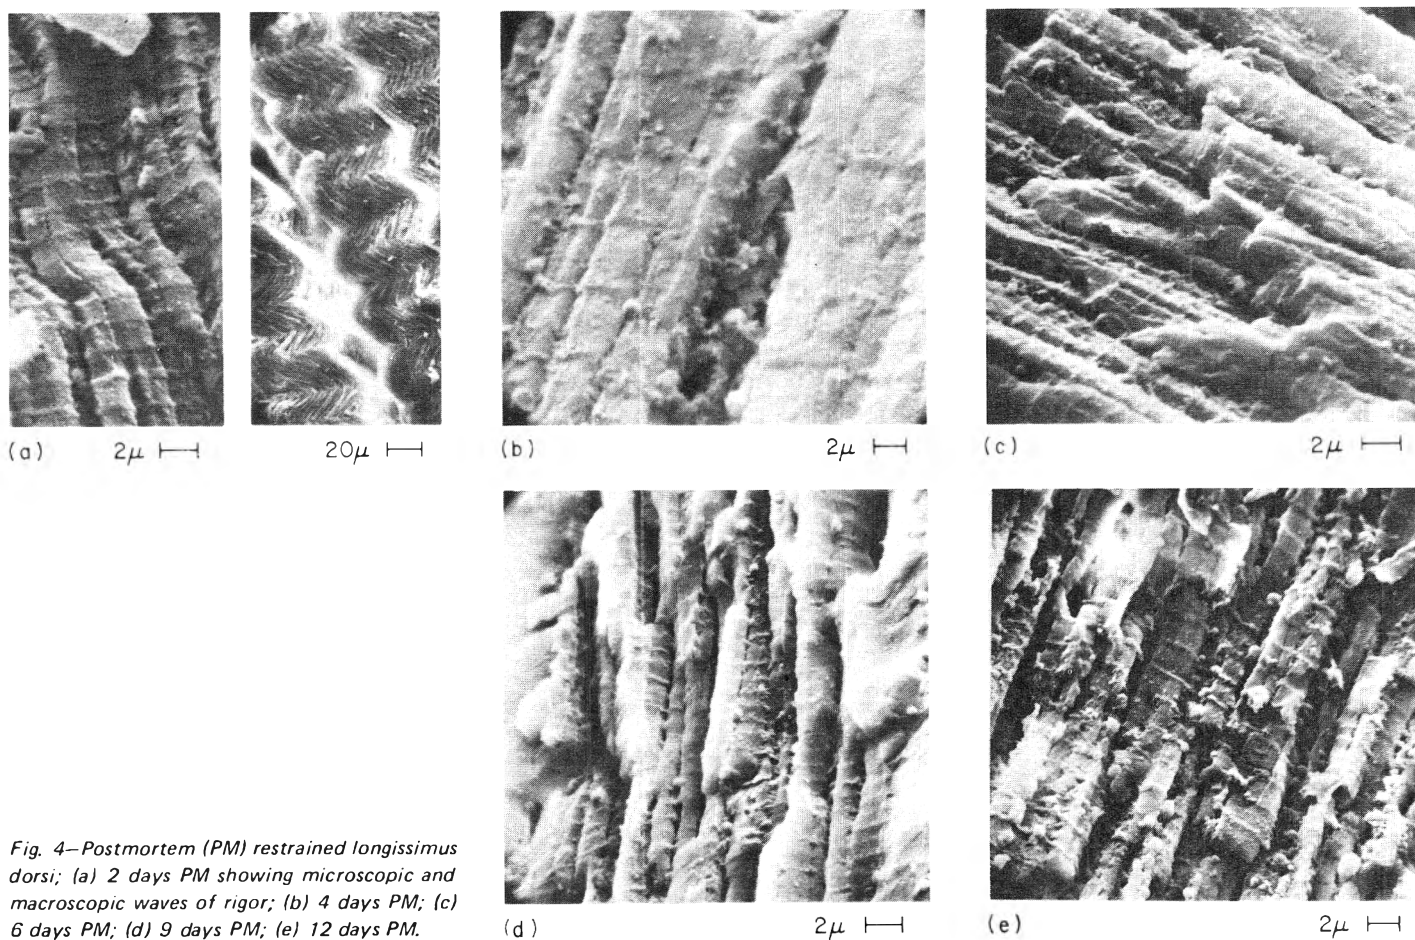 (a) 2μ 20μ (b) 2μ (c) 2μ
Fig. 4—Postmortem (PM) restrained longissimus
dorsi; (a) 2 days PM showing microscopic and
macroscopic waves of rigor; (b) 4 days PM; (c)
6 days PM; (d) 9 days PM; (e) 12 days PM.
(d) 2μ (e) 2μ